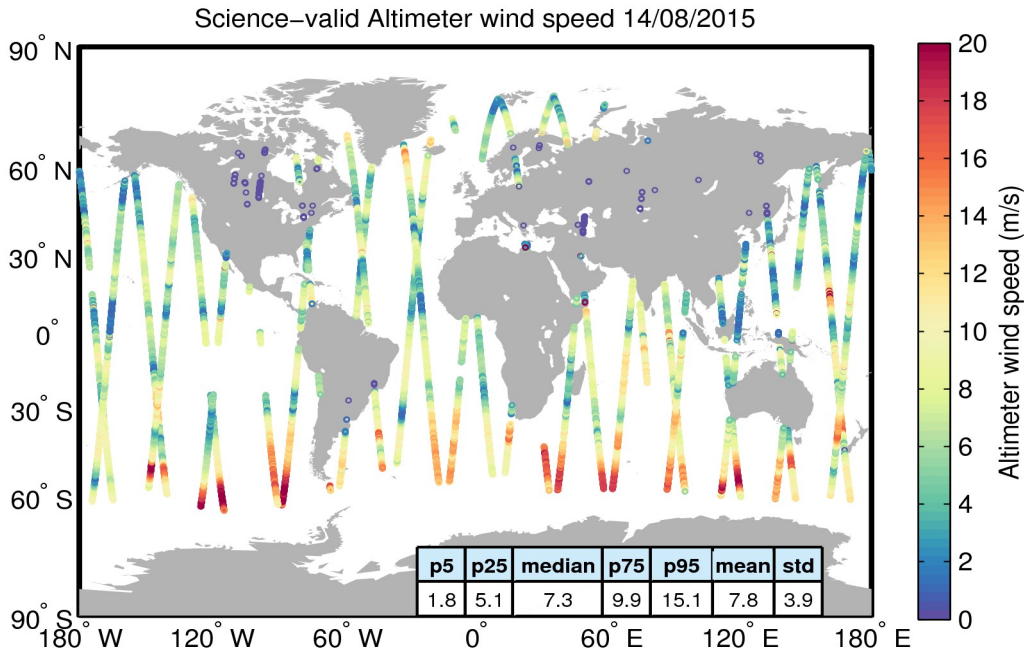 Science−valid Altimeter wind speed 14/08/2015
90° N
60° N
30° N
0°
30° S
60° S
90° S
180° W
120° W
60° W
0°
60° E
120° E
180° E
p5 p25 median p75 p95 mean std
1.8 5.1 7.3 9.9 15.1 7.8 3.9
20
18
16
14
12
10
8
6
4
2
0
Altimeter wind speed (m/s)